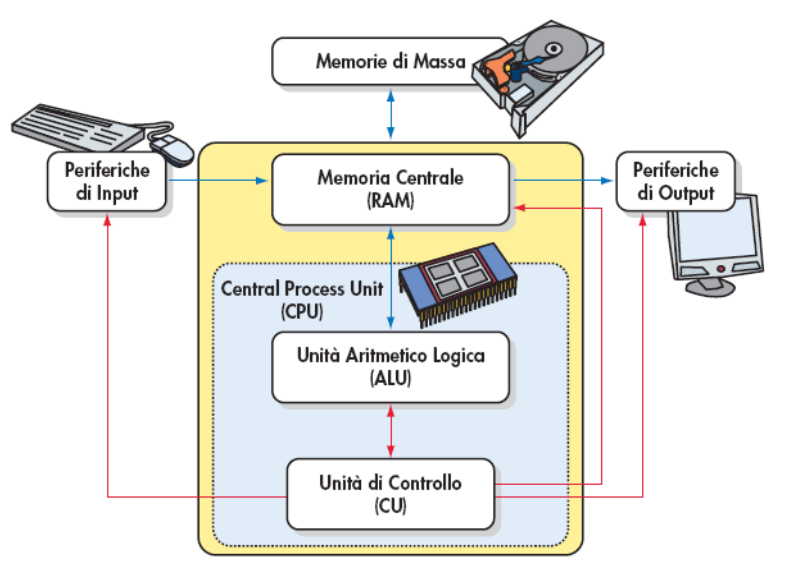 Memorie di Massa
Periferiche
di Input
Memoria Centrale
(RAM)
Periferiche
di Output
Central Process Unit
(CPU)
Unità Aritmetico Logica
(ALU)
Unità di Controllo
(CU)